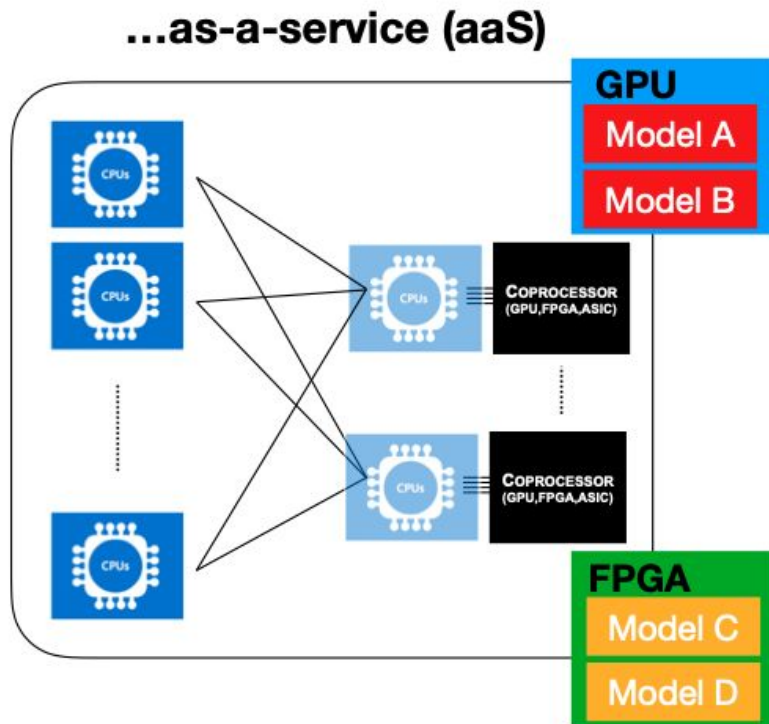 ...as-a-service (aaS)
GPU
Model A
Model B
CPUs
CPUs
CPUs
COPROCESSOR
(GPU,FPGA,ASIC)
CPUs
COPROCESSOR
(GPU,FPGA,ASIC)
CPUs
FPGA
Model C
Model D